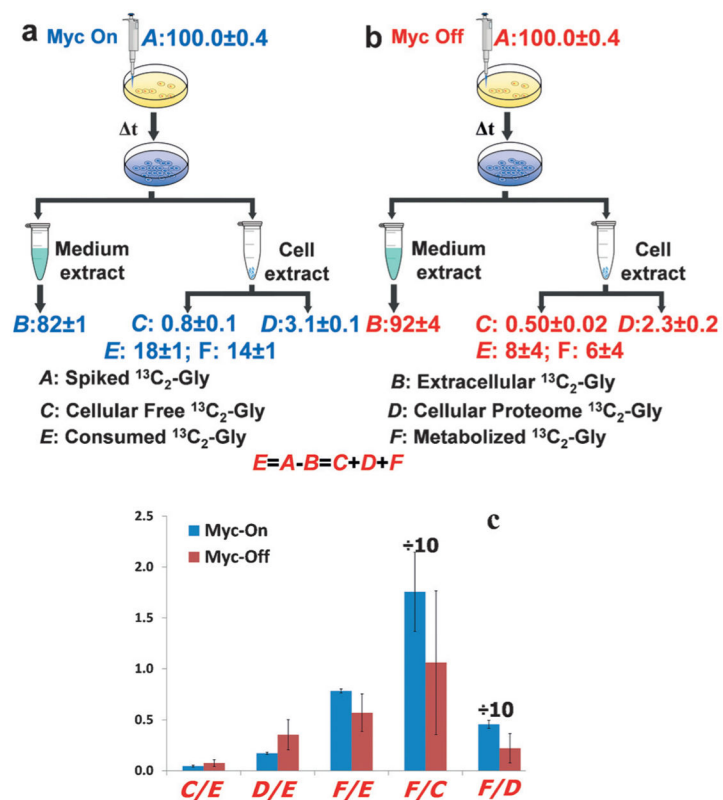 a
Myc On A:100.0±0.4
Δt
Medium extract
Cell extract
B:82±1
C: 0.8±0.1 D:3.1±0.1
E: 18±1; F: 14±1
b
Myc Off A:100.0±0.4
Δt
Medium extract
Cell extract
B:92±4
C: 0.50±0.02 D:2.3±0.2
E: 8±4; F: 6±4
A: Spiked ¹³C₂-Gly
B: Extracellular ¹³C₂-Gly
C: Cellular Free ¹³C₂-Gly
D: Cellular Proteome ¹³C₂-Gly
E: Consumed ¹³C₂-Gly
F: Metabolized ¹³C₂-Gly
E=A-B=C+D+F
c
Myc-On
Myc-Off
÷10
÷10
2.5
2.0
1.5
1.0
0.5
0.0
C/E D/E F/E F/C F/D